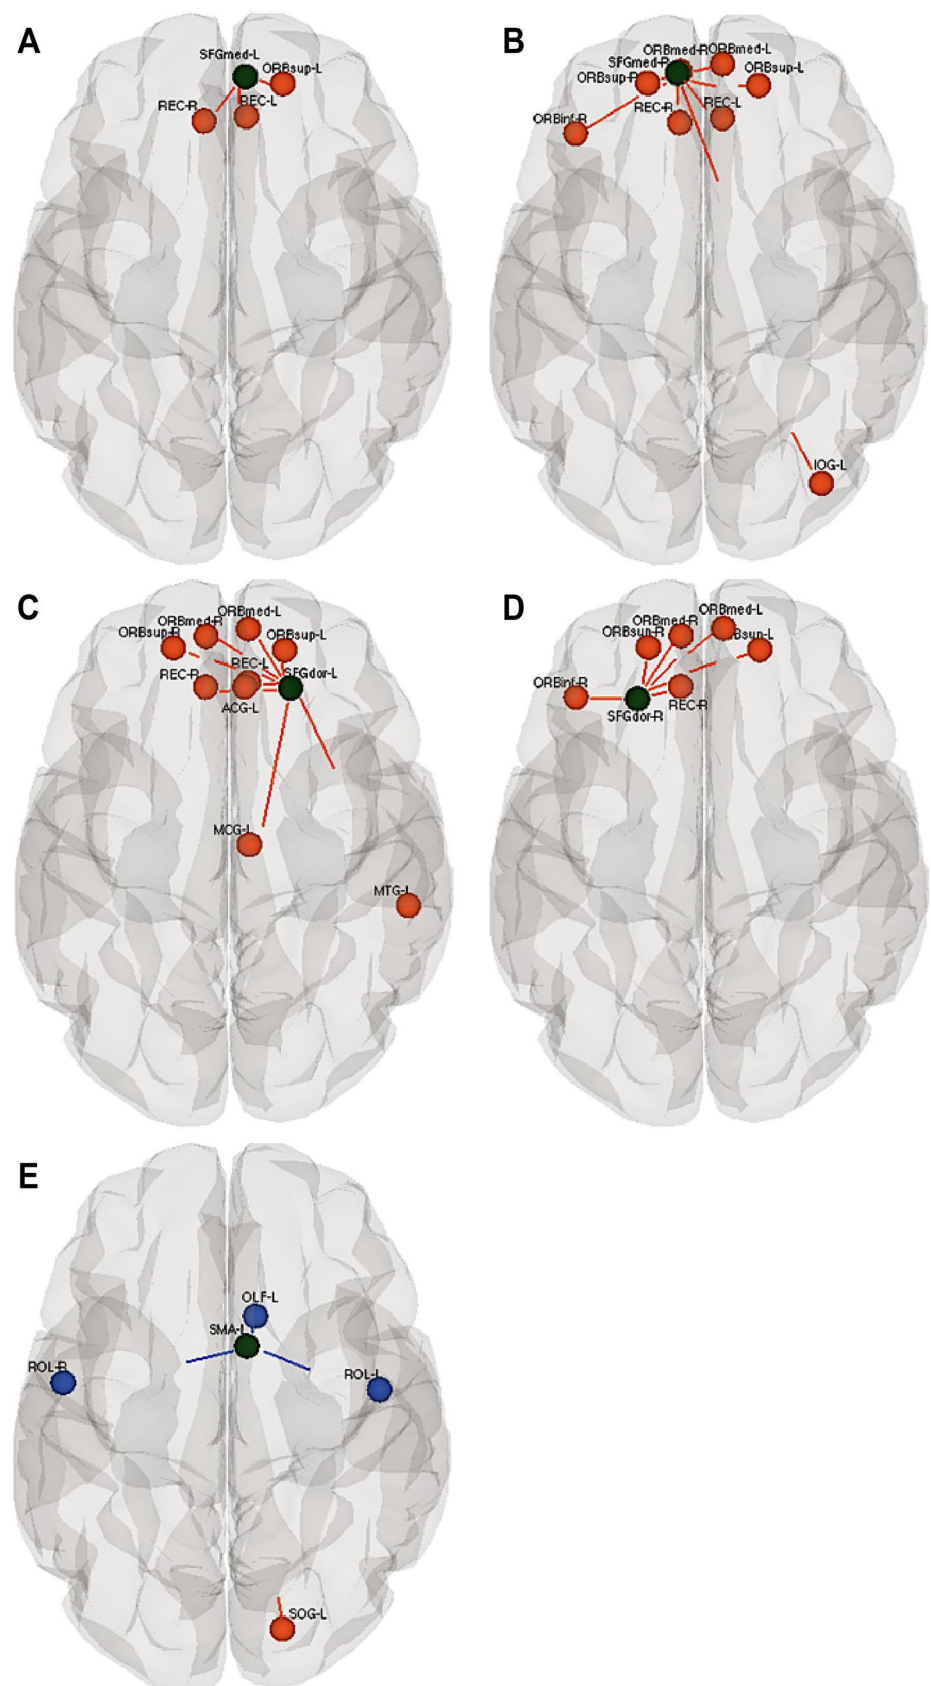 A
SFGmed-L
ORBsup-L
REC-R
REC-L
B
ORBmed-R
ORBmed-L
SFGmed-R
ORBsup-R
ORBsup-L
REC-R
REC-L
ORBinf-R
IOG-L
C
ORBmed-L
ORBmed-R
ORBsup-R
ORBsup-L
REC-L
REC-R
SFGdor-L
ACG-L
MCG-L
MTG-L
D
ORBmed-L
ORBmed-R
ORBsup-R
Bsup-L
ORBinf-R
REC-R
SFGdor-R
E
OLF-L
SMA-L
ROL-R
ROL-L
SOG-L